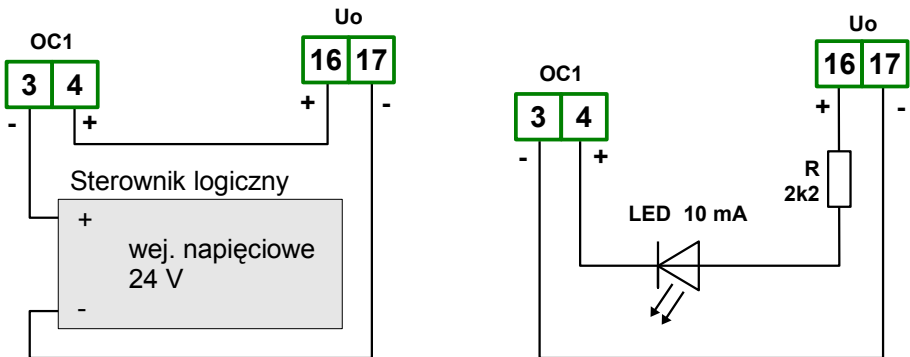 Uo
OC1
16 17
3 4
+ -
- +
Sterownik logiczny
+
wej. napięciowe
24 V
-
Uo
16 17
OC1
+ -
3 4
- +
R
2k2
LED 10 mA